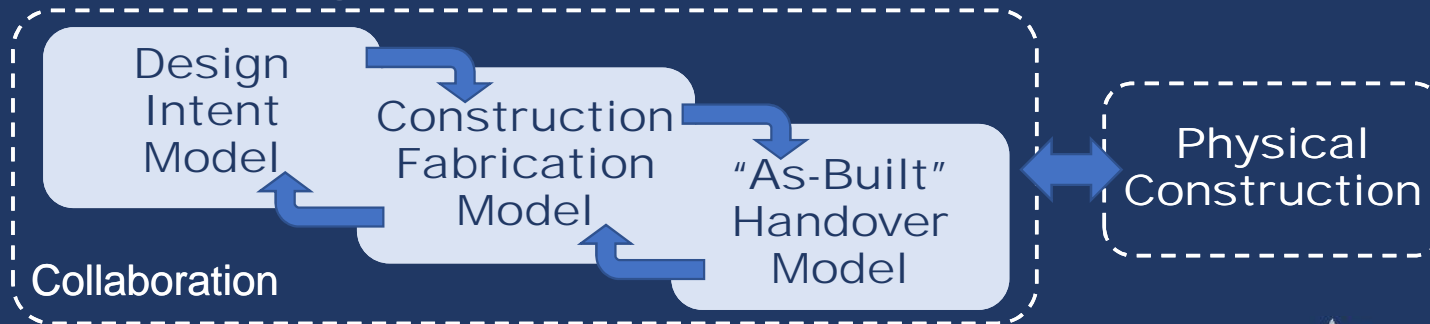 Design
Intent
Model
Construction
Fabrication
Model
“As-Built”
Handover
Model
Collaboration
Physical
Construction